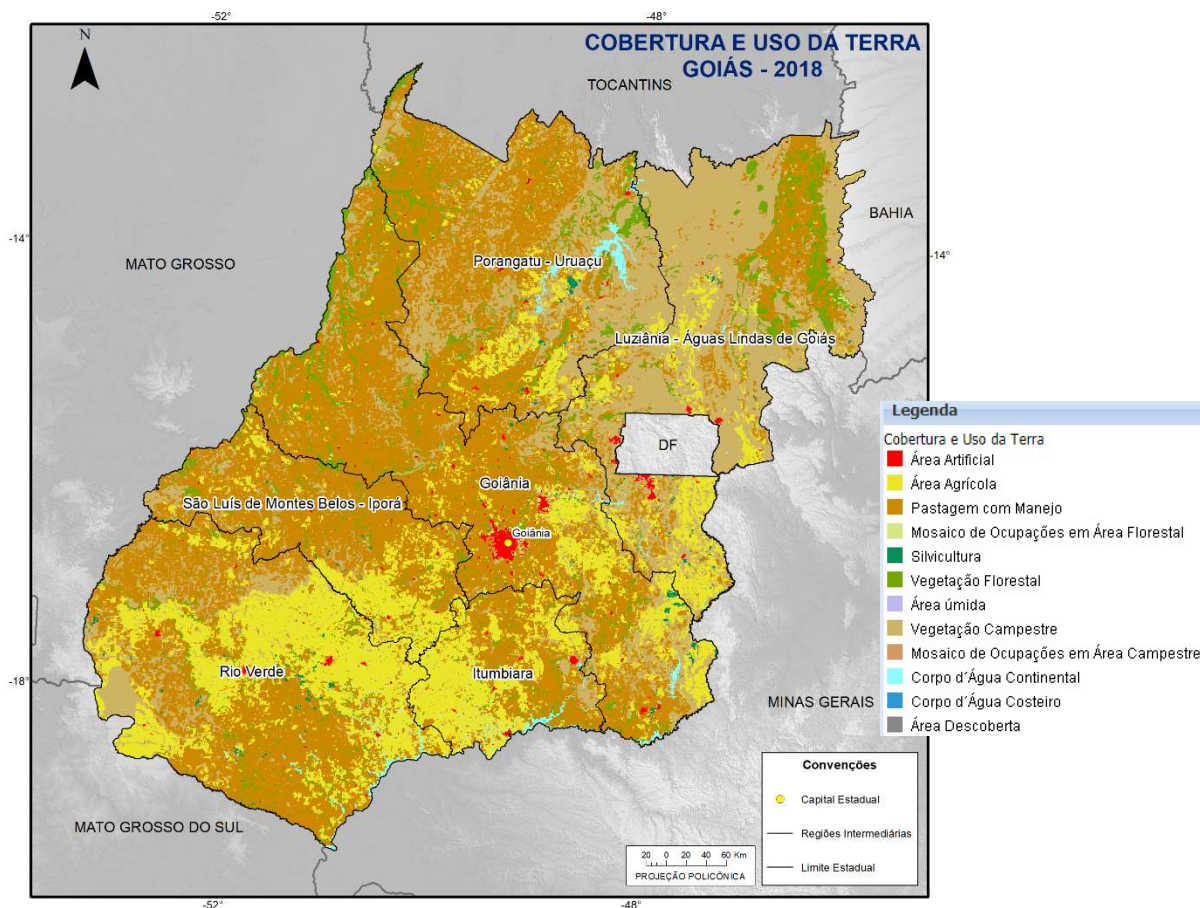 -52°
-48°
N
COBERTURA E USO DA TERRA
GOIÁS - 2018
TOCANTINS
BAHIA
-14°
-14°
MATO GROSSO
Porangatu - Uruaçu
Luziânia - Águas Lindas de Goiás
DF
Goiânia
São Luís de Montes Belos - Iporá
Goiânia
Rio Verde
Itumbiara
-18°
MINAS GERAIS
MATO GROSSO DO SUL
Legenda
Cobertura e Uso da Terra
Área Artificial
Área Agrícola
Pastagem com Manejo
Mosaico de Ocupações em Área Florestal
Silvicultura
Vegetação Florestal
Área úmida
Vegetação Campestre
Mosaico de Ocupações em Área Campestre
Corpo d´Água Continental
Corpo d´Água Costeiro
Área Descoberta
Convenções
Capital Estadual
Regiões Intermediárias
Limite Estadual
20 0 20 40 60 Km
PROJEÇÃO POLICÔNICA
-52°
-48°